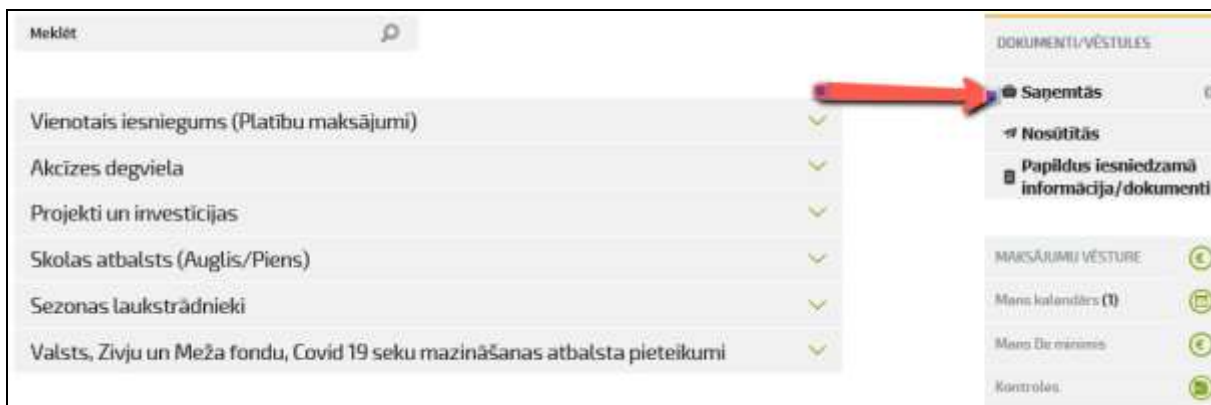 Meklēt
Vienotais iesniegums (Platību maksājumi)
Akcīzes degviela
Projekti un investīcijas
Skolas atbalsts (Auglis/Piens)
Sezonas laukstrādnieki
Valsts, Zivju un Meža fondu, Covid 19 seku mazināšanas atbalsta pieteikumi
DOKUMENTI/VĒSTULES
Saņemtās
Nosūtītās
Papildus iesniedzamā
informācija/dokumenti
MAKSĀJUMU VĒSTURE
Mans kalendārs (1)
Mans De minimis
Kontroles